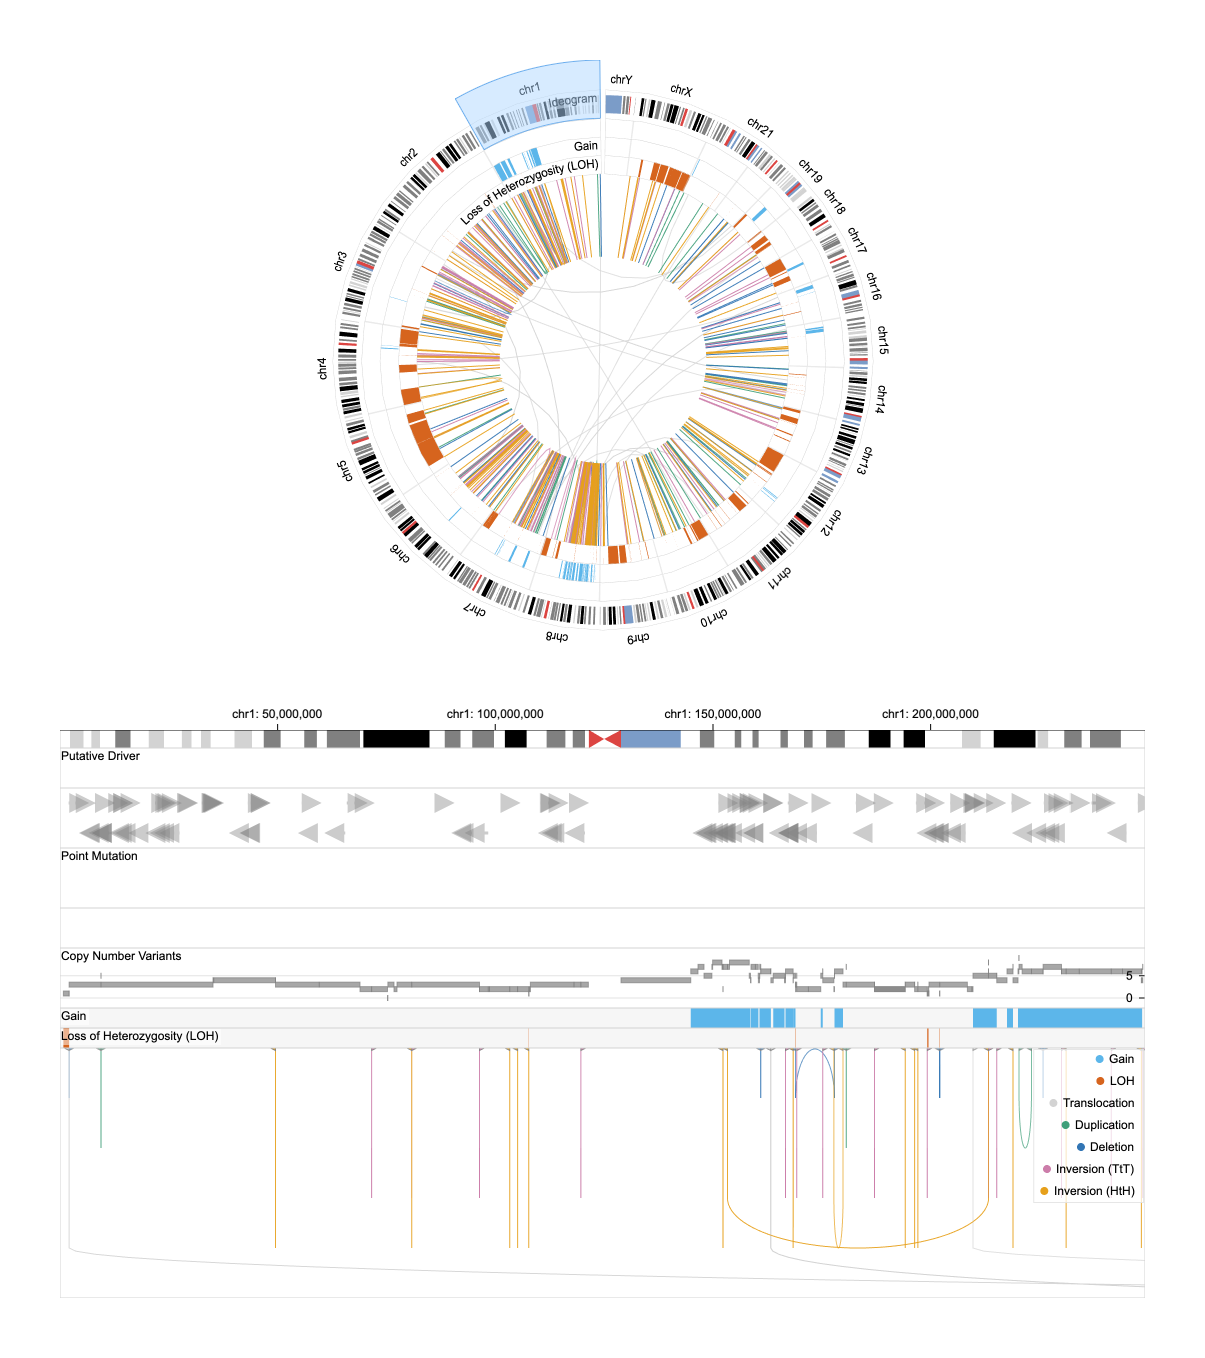 chrY
chrX
chr1
Ideogram
chr21
Gain
chr2
Loss of Heterozygosity (LOH)
chr19
chr18
chr17
chr3
chr16
chr15
chr4
chr14
chr13
chr5
chr12
chr6
chr11
chr7
chr10
chr8
chr9
chr1: 50,000,000 chr1: 100,000,000 chr1: 150,000,000 chr1: 200,000,000
Putative Driver
Point Mutation
Copy Number Variants
5
0
Gain
Loss of Heterozygosity (LOH)
Gain
LOH
Translocation
Duplication
Deletion
Inversion (TtT)
Inversion (HtH)